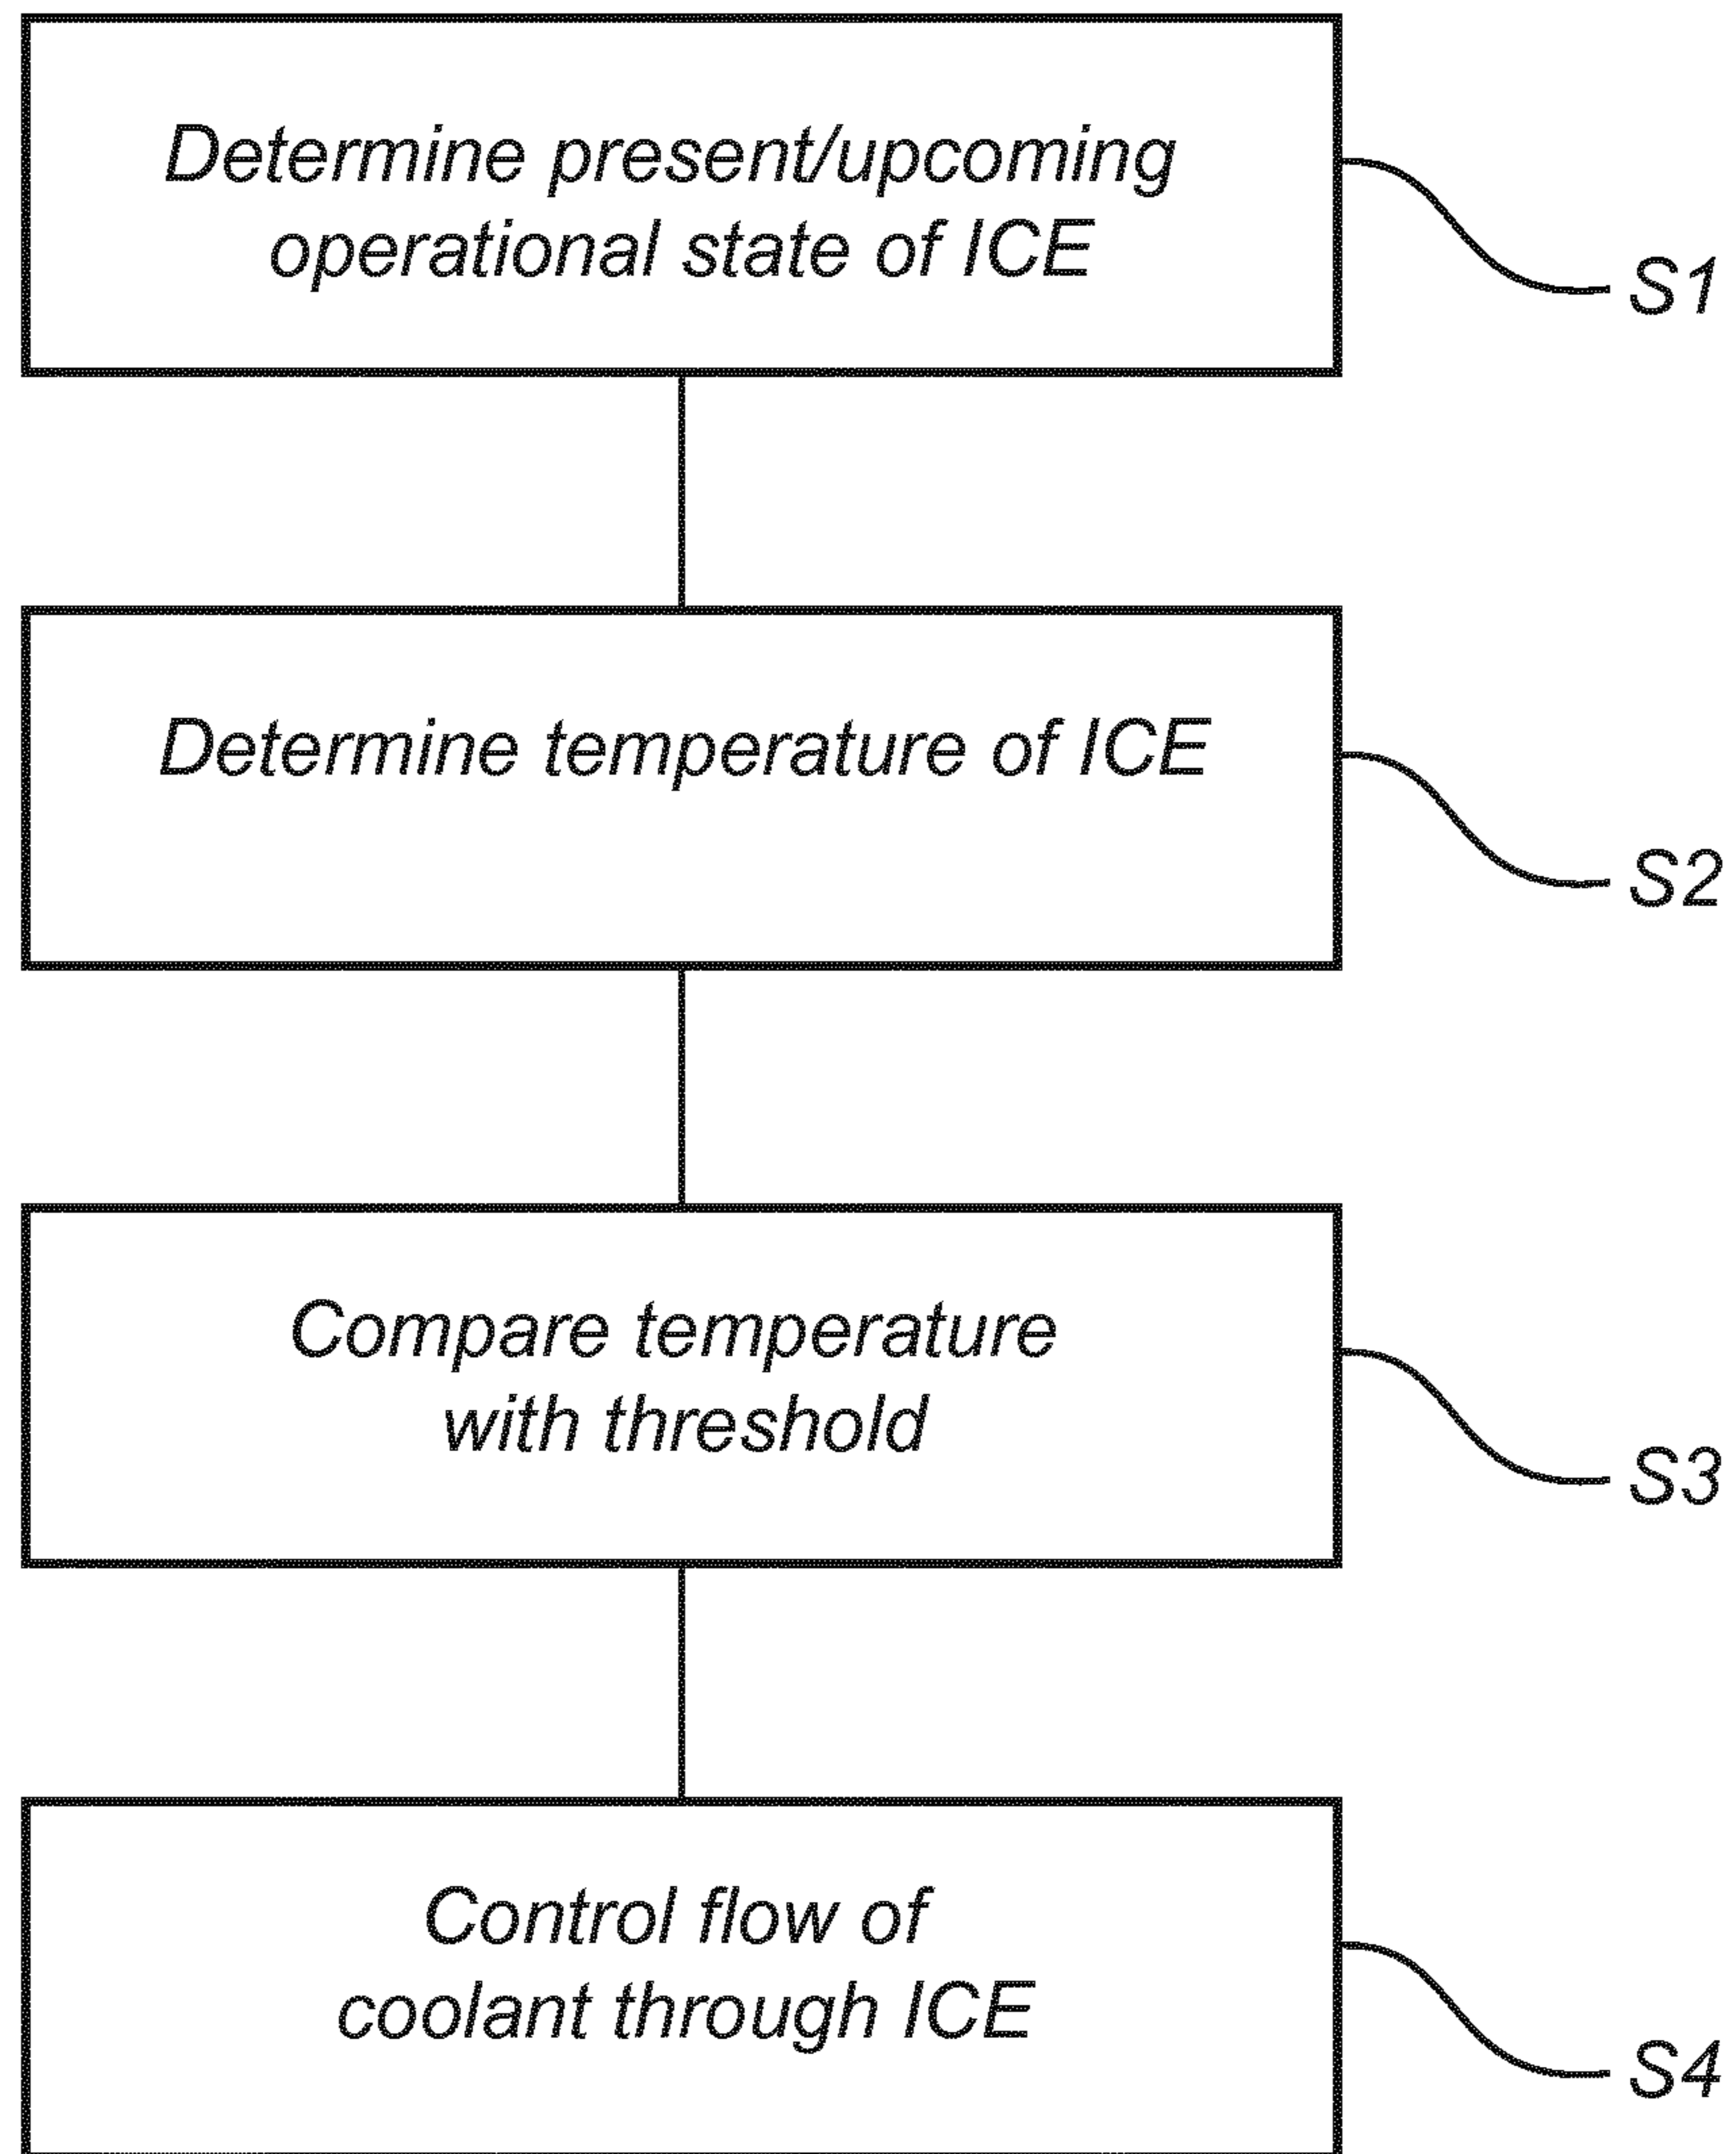 Determine present/upcoming
operational state of ICE
S1
Determine temperature of ICE
S2
Compare temperature
with threshold
S3
Control flow of
coolant through ICE
S4